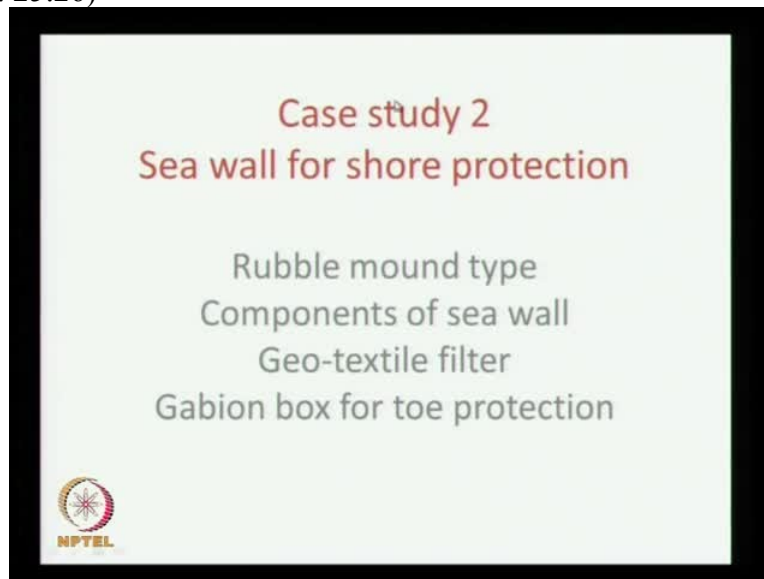 Case study 2
Sea wall for shore protection
Rubble mound type
Components of sea wall
Geo-textile filter
Gabion box for toe protection
NPTEL